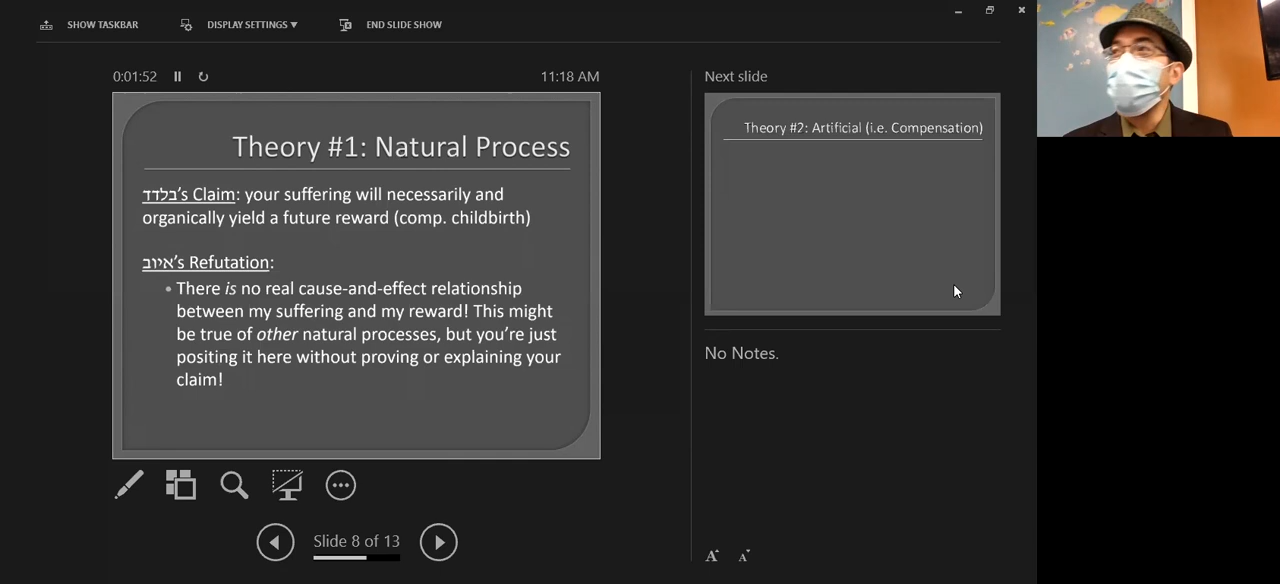 SHOW TASKBAR
DISPLAY SETTINGS ▼
END SLIDE SHOW
0:01:52
11:18 AM
Theory #1: Natural Process
בלדד's Claim: your suffering will necessarily and
organically yield a future reward (comp. childbirth)
איוב's Refutation:
• There is no real cause-and-effect relationship
between my suffering and my reward! This might
be true of other natural processes, but you're just
positing it here without proving or explaining your
claim!
Slide 8 of 13
Next slide
Theory #2: Artificial (i.e. Compensation)
No Notes.
A A